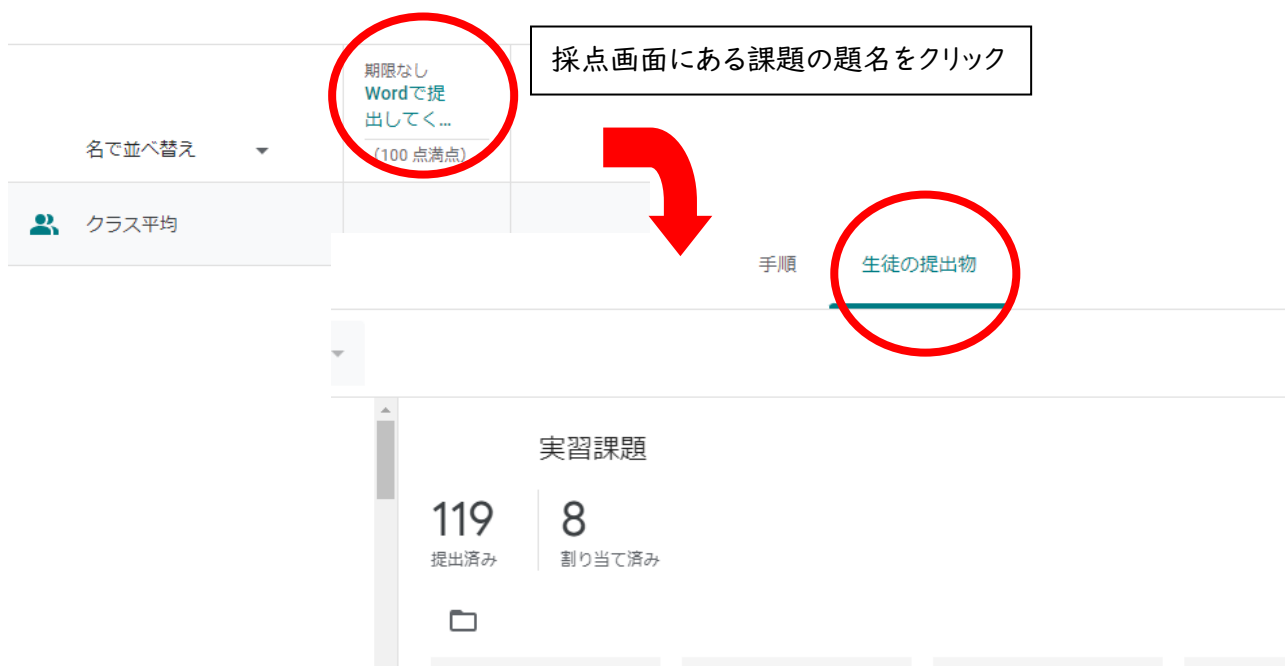 採点画面にある課題の題名をクリック
期限なし
Wordで提
出してく...
(100 点満点)
名で並べ替え
クラス平均
手順
生徒の提出物
実習課題
119
提出済み
8
割り当て済み